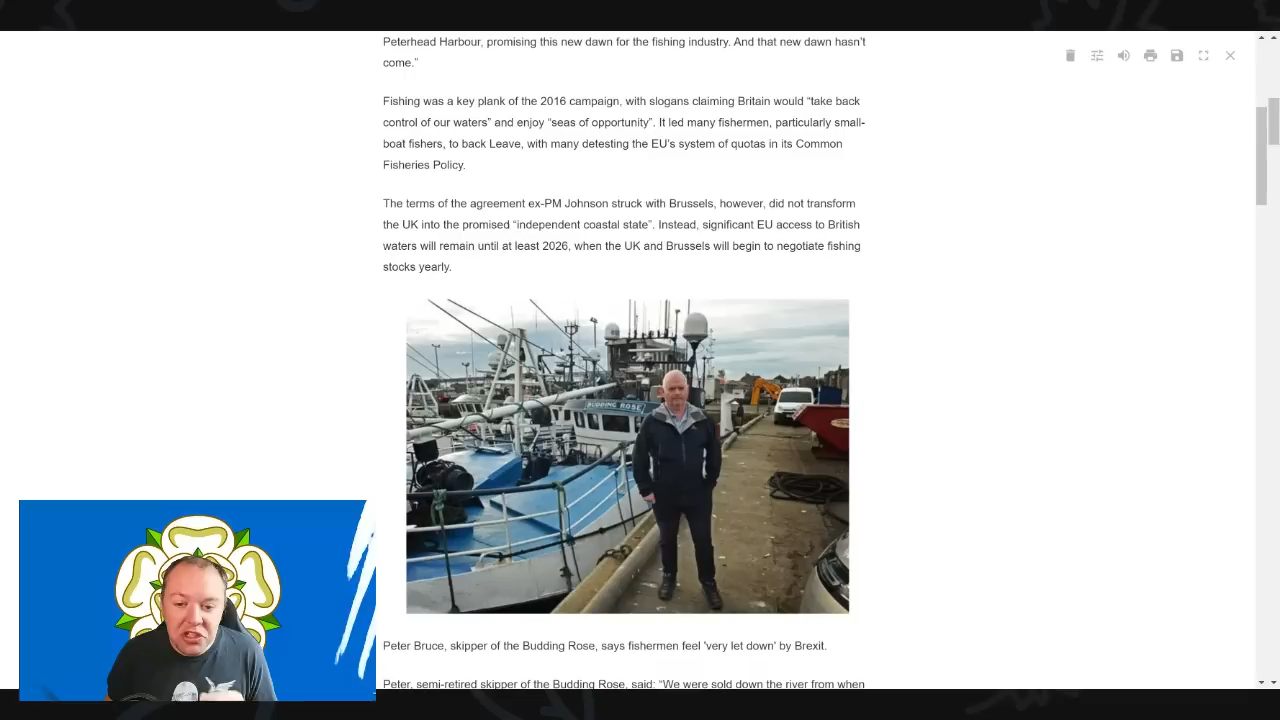 Peterhead Harbour, promising this new dawn for the fishing industry. And that new dawn hasn’t
come.”
Fishing was a key plank of the 2016 campaign, with slogans claiming Britain would “take back
control of our waters” and enjoy “seas of opportunity”. It led many fishermen, particularly small-
boat fishers, to back Leave, with many detesting the EU’s system of quotas in its Common
Fisheries Policy.
The terms of the agreement ex-PM Johnson struck with Brussels, however, did not transform
the UK into the promised “independent coastal state”. Instead, significant EU access to British
waters will remain until at least 2026, when the UK and Brussels will begin to negotiate fishing
stocks yearly.
BUDDING ROSE
Peter Bruce, skipper of the Budding Rose, says fishermen feel 'very let down' by Brexit.
Peter, semi-retired skipper of the Budding Rose, said: “We were sold down the river from when